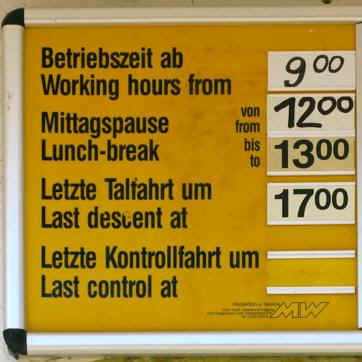 Betriebszeit ab
Working hours from 9 00
Mittagspause von from 12 00
Lunch-break bis to 13 00
Letzte Talfahrt um
Last descent at 17 00
Letzte Kontrollfahrt um
Last control at
MW